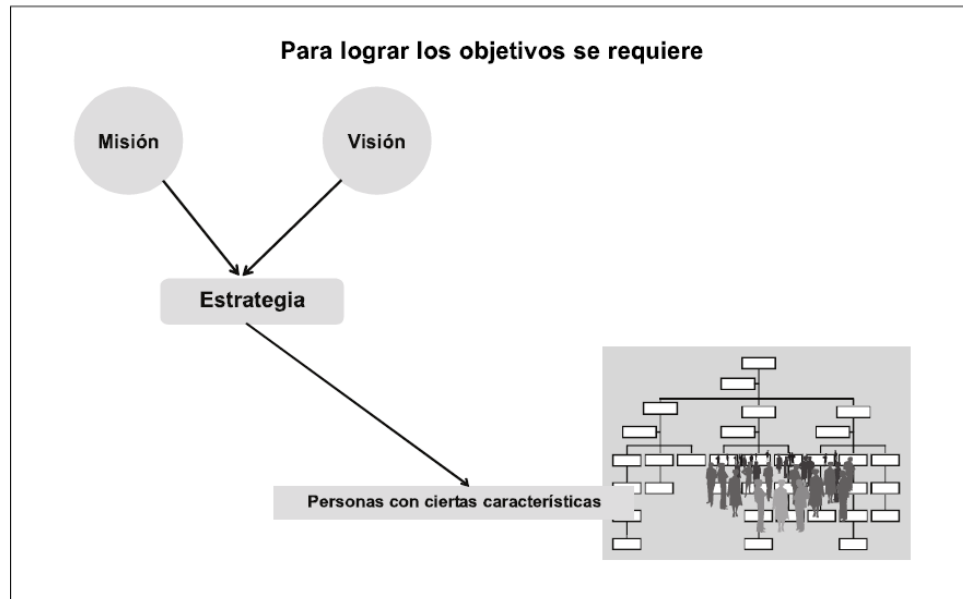 Para lograr los objetivos se requiere
Misión
Visión
Estrategia
Personas con ciertas características